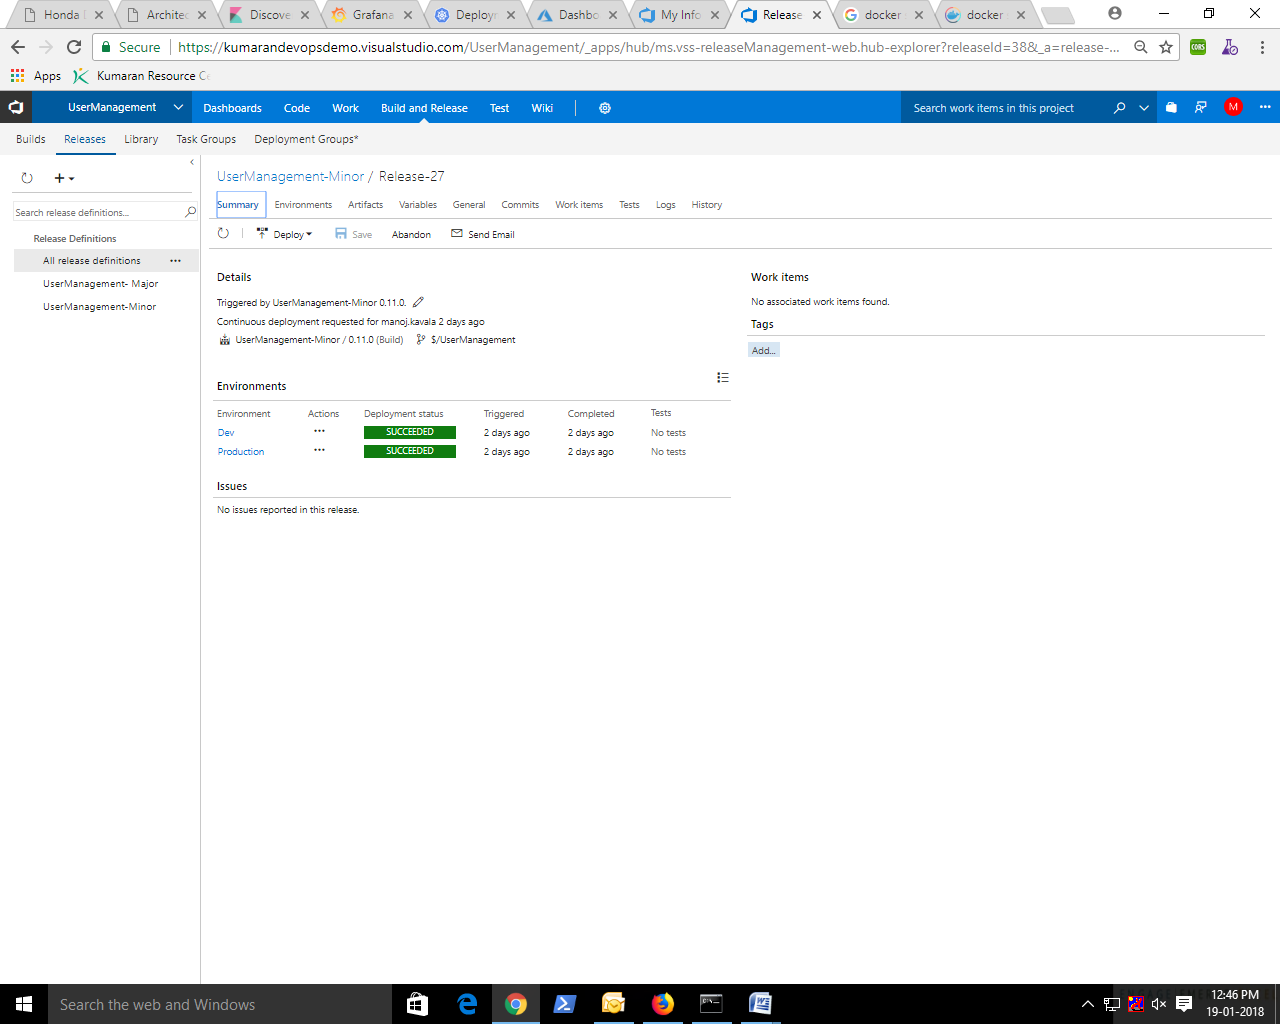 Honda
Architec
Discove
Grafana
Deployr
Dashbo
My Info
Release
docker
docker
Secure
https://kumarandevopsdemo.visualstudio.com/UserManagement/_apps/hub/ms.vss-releaseManagement-web.hub-explorer?releaseId=38&_a=release-...
CORS
Apps
Kumaran Resource Ce
UserManagement
Dashboards
Code
Work
Build and Release
Test
Wiki
Search work items in this project
M
Builds
Releases
Library
Task Groups
Deployment Groups*
Search release definitions...
Release Definitions
All release definitions
UserManagement- Major
UserManagement-Minor
UserManagement-Minor / Release-27
Summary
Environments
Artifacts
Variables
General
Commits
Work items
Tests
Logs
History
Deploy
Save
Abandon
Send Email
Details
Triggered by UserManagement-Minor 0.11.0.
Continuous deployment requested for manoj.kavala 2 days ago
UserManagement-Minor / 0.11.0 (Build) $/UserManagement
Environments
Environment Actions Deployment status Triggered Completed Tests
Dev ••• SUCCEEDED 2 days ago 2 days ago No tests
Production ••• SUCCEEDED 2 days ago 2 days ago No tests
Issues
No issues reported in this release.
Work items
No associated work items found.
Tags
Add...
Search the web and Windows
12:46 PM
19-01-2018